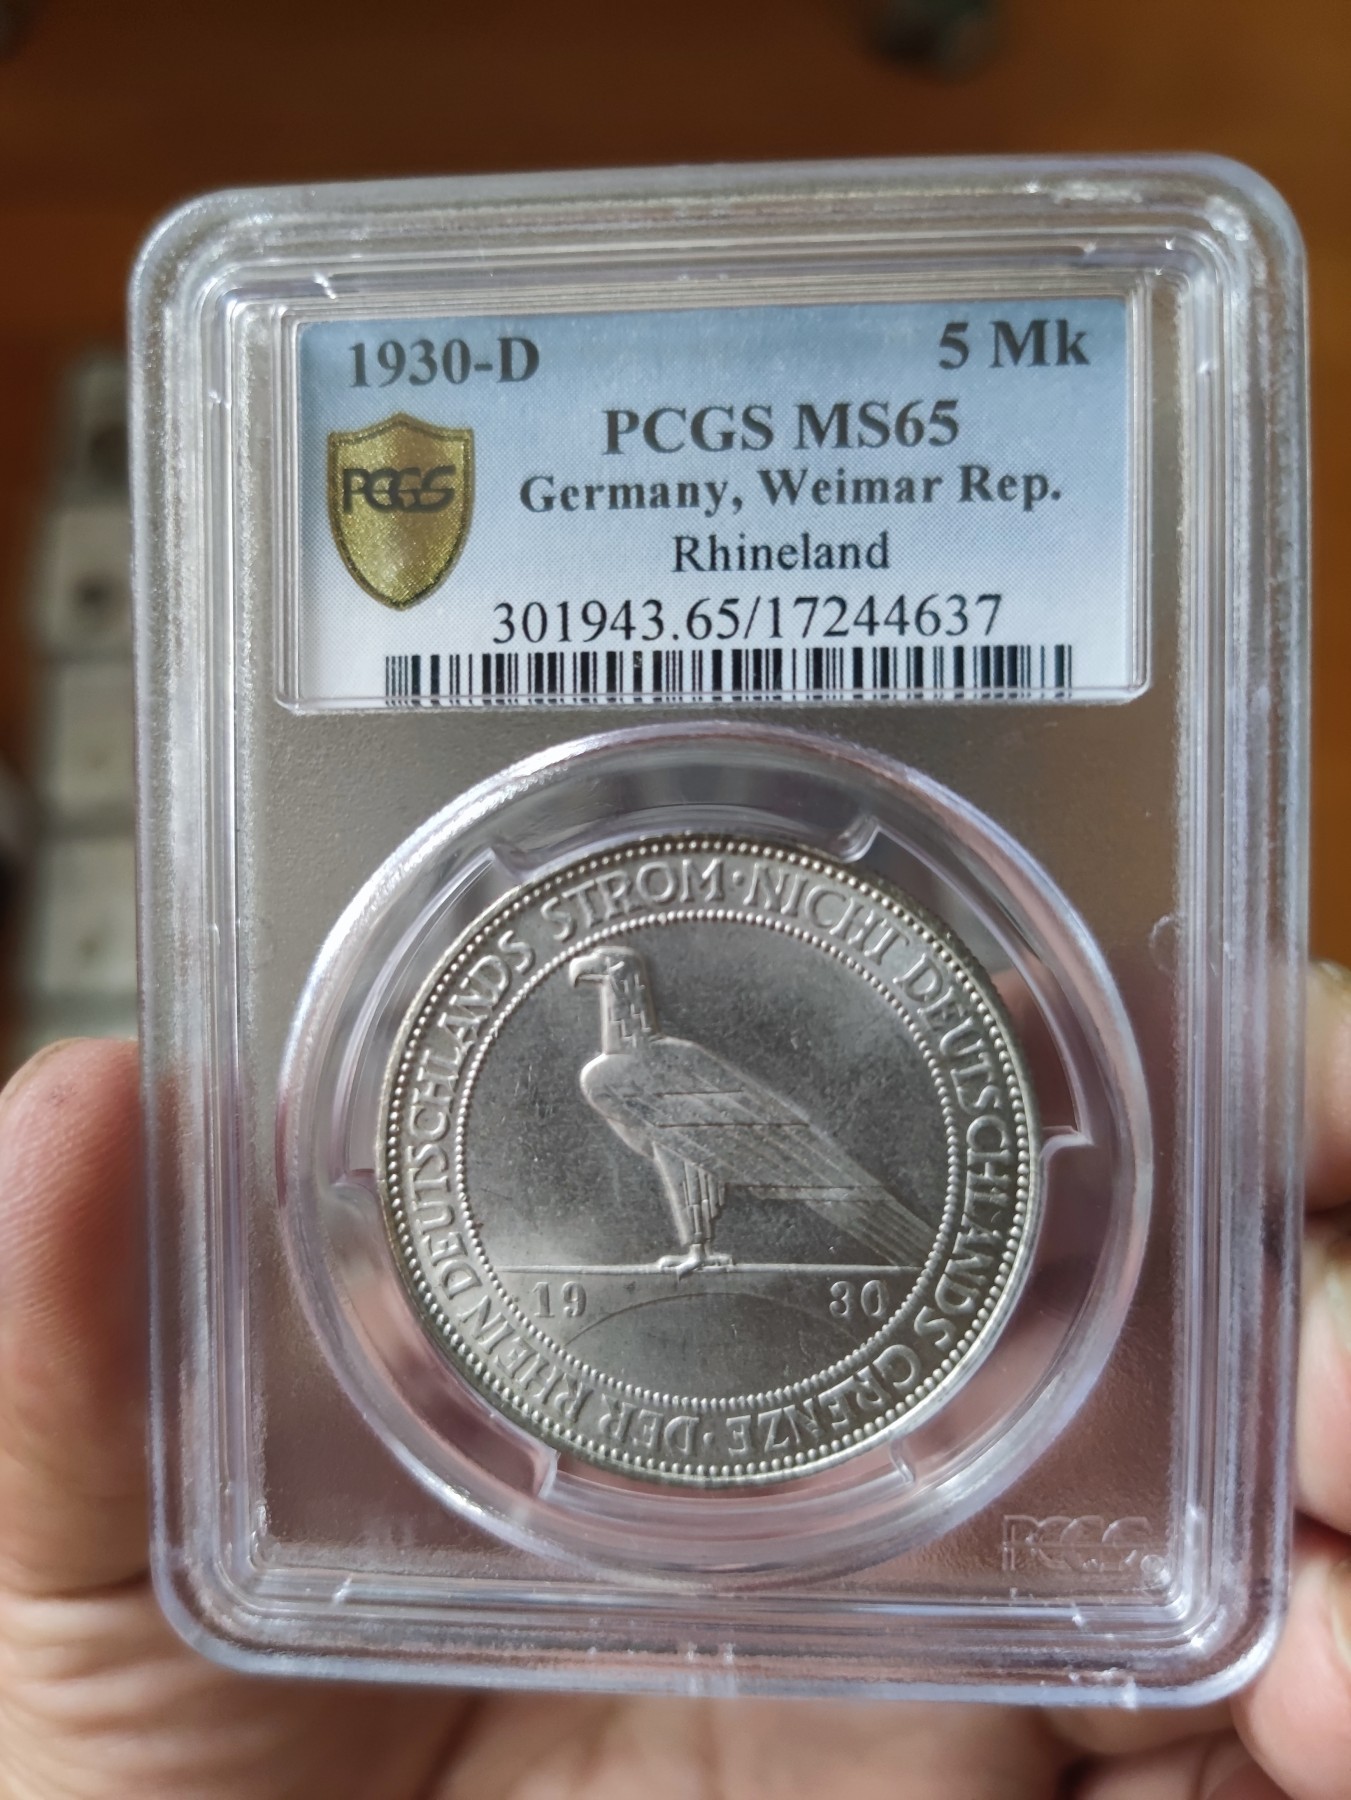 1930-D 5 Mk
PCGS MS65
PCGS
Germany, Weimar Rep.
Rhineland
301943.65/17244637
DER RHEIN DEUTSCHLANDS STROM · NICHT DEUTSCHLANDS GRENZE ·
19 30
PCGS